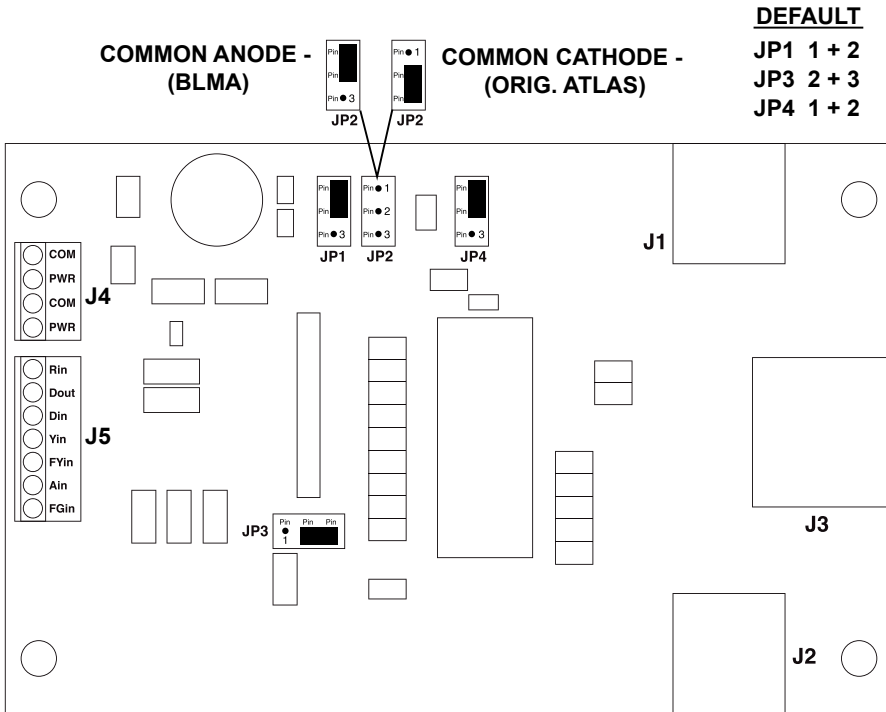 DEFAULT
JP1 1 + 2
JP3 2 + 3
JP4 1 + 2
COMMON ANODE -
(BLMA)
Pin
Pin
Pin 3
JP2
Pin 1
Pin
Pin
JP2
COMMON CATHODE -
(ORIG. ATLAS)
Pin
Pin
Pin 3
JP1
Pin 1
Pin 2
Pin 3
JP2
Pin
Pin
Pin 3
JP4
J1
COM
PWR
COM
PWR
J4
Rin
Dout
Din
Yin
FYin
Ain
FGin
J5
JP3
Pin Pin Pin
1
J3
J2